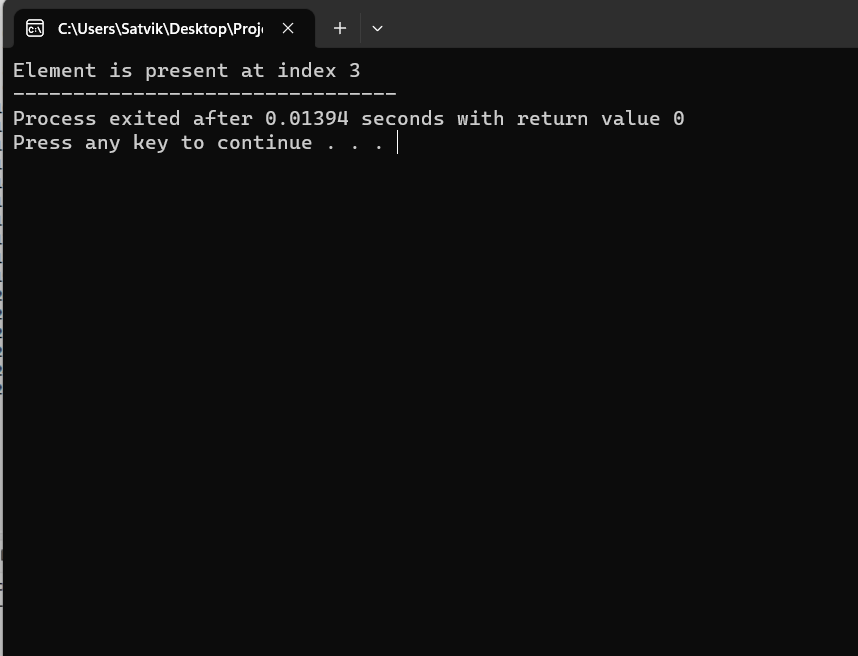 C:\Users\Satvik\Desktop\Proj
Element is present at index 3
--------------------------------
Process exited after 0.01394 seconds with return value 0
Press any key to continue . . .